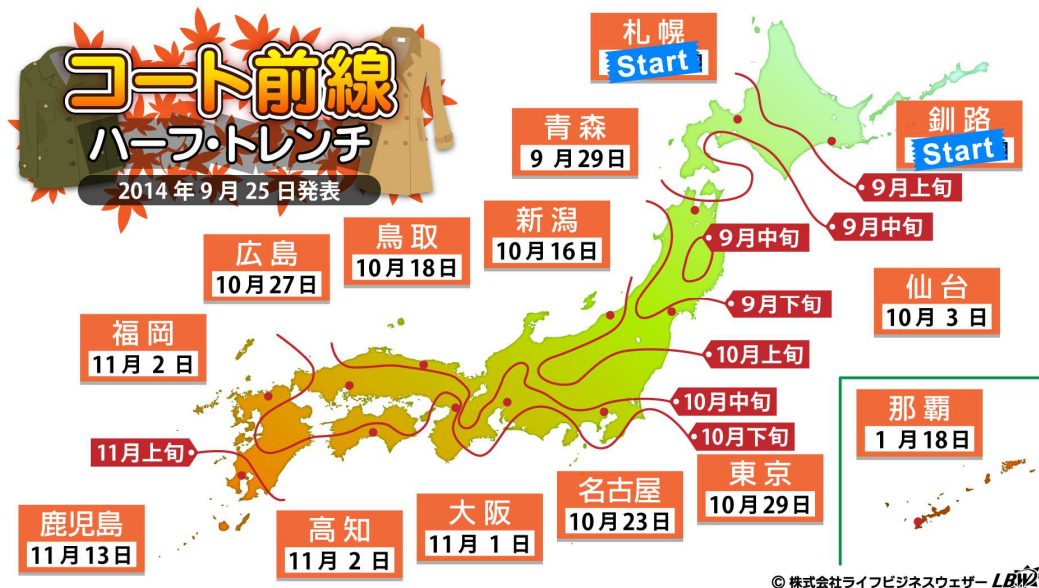 コート前線
ハーフ・トレンチ
2014年9月25日発表
札幌
Start
釧路
Start
青森
9月29日
9月上旬
9月中旬
新潟
10月16日
鳥取
10月18日
広島
10月27日
9月中旬
仙台
10月3日
9月下旬
福岡
11月2日
10月上旬
10月中旬
10月下旬
那覇
1月18日
11月上旬
東京
10月29日
名古屋
10月23日
大阪
11月1日
高知
11月2日
鹿児島
11月13日
© 株式会社ライフビジネスウェザー LBW